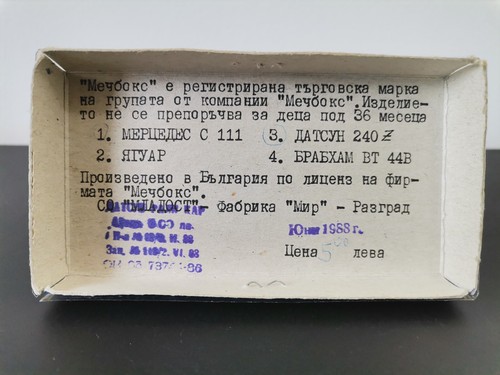 "Мечбокс" е регистрирана търговска марка
на групата от компании "Мечбокс".Изделие-
то не се препоръчва за деца под 36 месеца
1. МЕРЦЕДЕС С 111 3. ДАТСУН 240 Z
2. ЯГУАР 4. БРАБХАМ ВТ 44В
Произведено в България по лиценз на фир-
мата "Мечбокс".
СО "МЛАДОСТ"- Фабрика "Мир" - Разград
Юни 1988 г.
Цена 5 лева